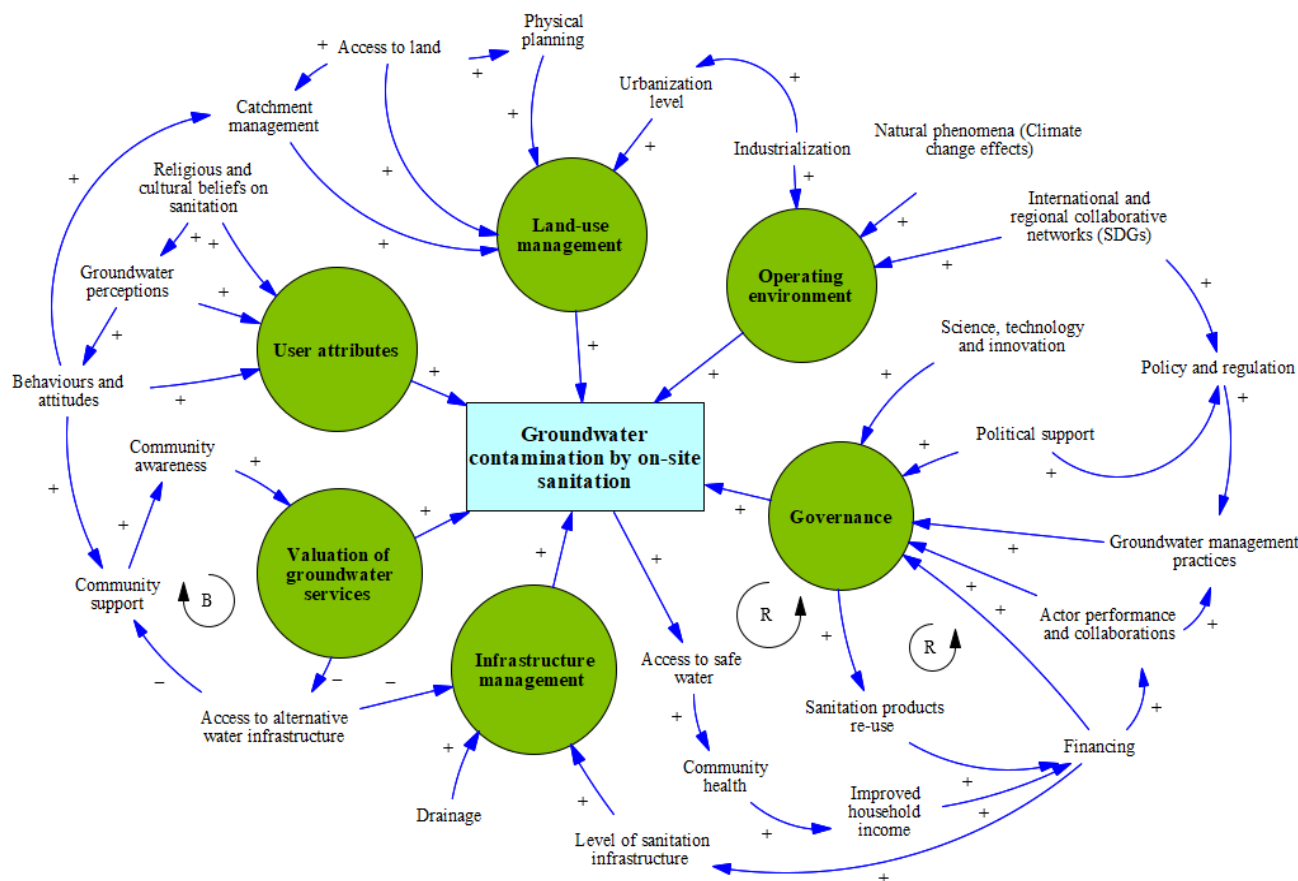 Physical
planning
Access to land
+
+
+
Urbanization
level
+
Catchment
management
+
+
Industrialization
Natural phenomena (Climate
change effects)
Religious and
cultural beliefs on
sanitation
+
+
+
+
International and
regional collaborative
networks (SDGs)
Land-use
management
+
+
+
+
+
Groundwater
perceptions
+
Operating
environment
+
+
+
User attributes
+
Science, technology
and innovation
Behaviours and
attitudes
+
+
+
+
Policy and regulation
+
Groundwater
contamination by on-site
sanitation
Community
awareness
+
Political support
+
+
+
+
+
Valuation of
groundwater
services
+
+
Governance
+
Groundwater management
practices
+
+
Community
support
B
R
+
+
Actor performance
and collaborations
+
+
R
Infrastructure
management
Access to safe
water
−
−
−
Access to alternative
water infrastructure
Sanitation products
re-use
+
+
Financing
+
Community
health
+
+
Drainage
Improved
household
income
+
+
+
Level of sanitation
infrastructure
+